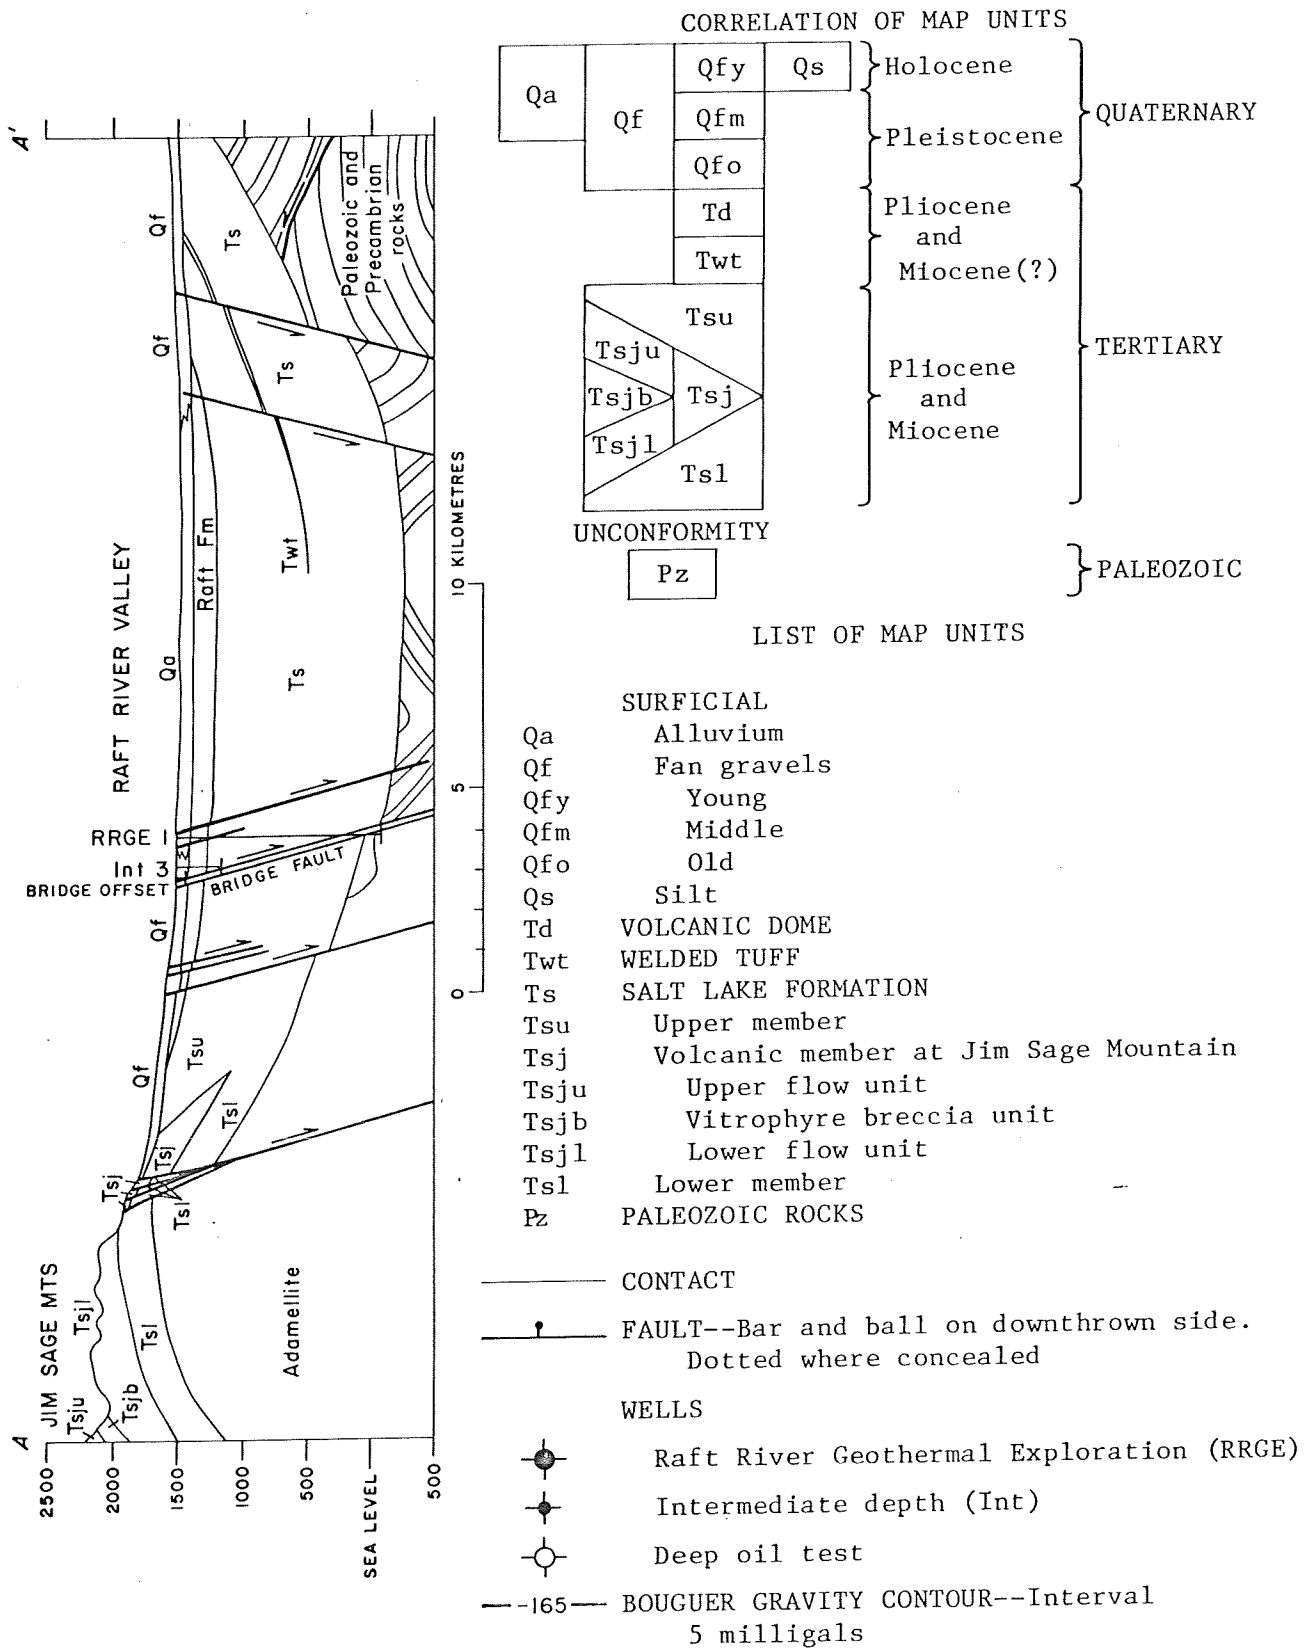 CORRELATION OF MAP UNITS
Qa
Qf
Qfy
Qs
Qfm
Qfo
Td
Twt
Tsu
Tsju
Tsjb
Tsj
Tsjl
Tsl
Holocene
Pleistocene
Pliocene
and
Miocene(?)
Pliocene
and
Miocene
QUATERNARY
TERTIARY
UNCONFORMITY
Pz
PALEOZOIC
LIST OF MAP UNITS
SURFICIAL
Qa Alluvium
Qf Fan gravels
Qfy Young
Qfm Middle
Qfo Old
Qs Silt
Td VOLCANIC DOME
Twt WELDED TUFF
Ts SALT LAKE FORMATION
Tsu Upper member
Tsj Volcanic member at Jim Sage Mountain
Tsju Upper flow unit
Tsjb Vitrophyre breccia unit
Tsjl Lower flow unit
Tsl Lower member
Pz PALEOZOIC ROCKS
CONTACT
FAULT--Bar and ball on downthrown side.
Dotted where concealed
WELLS
Raft River Geothermal Exploration (RRGE)
Intermediate depth (Int)
Deep oil test
-165 BOUGUER GRAVITY CONTOUR--Interval
5 milligals
A
A'
JIM SAGE MTS
RAFT RIVER VALLEY
2500
2000
1500
1000
500
SEA LEVEL
500
Tsju
Tsjb
Tsjl
Tsl
Adamellite
Tsj
Tsl
Tsj
Tsl
Qf
Tsu
Qf
BRIDGE OFFSET
Int 3
RRGE 1
BRIDGE FAULT
Qa
Raft Fm
Ts
Twt
Qf
Ts
Qf
Ts
Paleozoic and
Precambrian
rocks
0
5
10 KILOMETRES